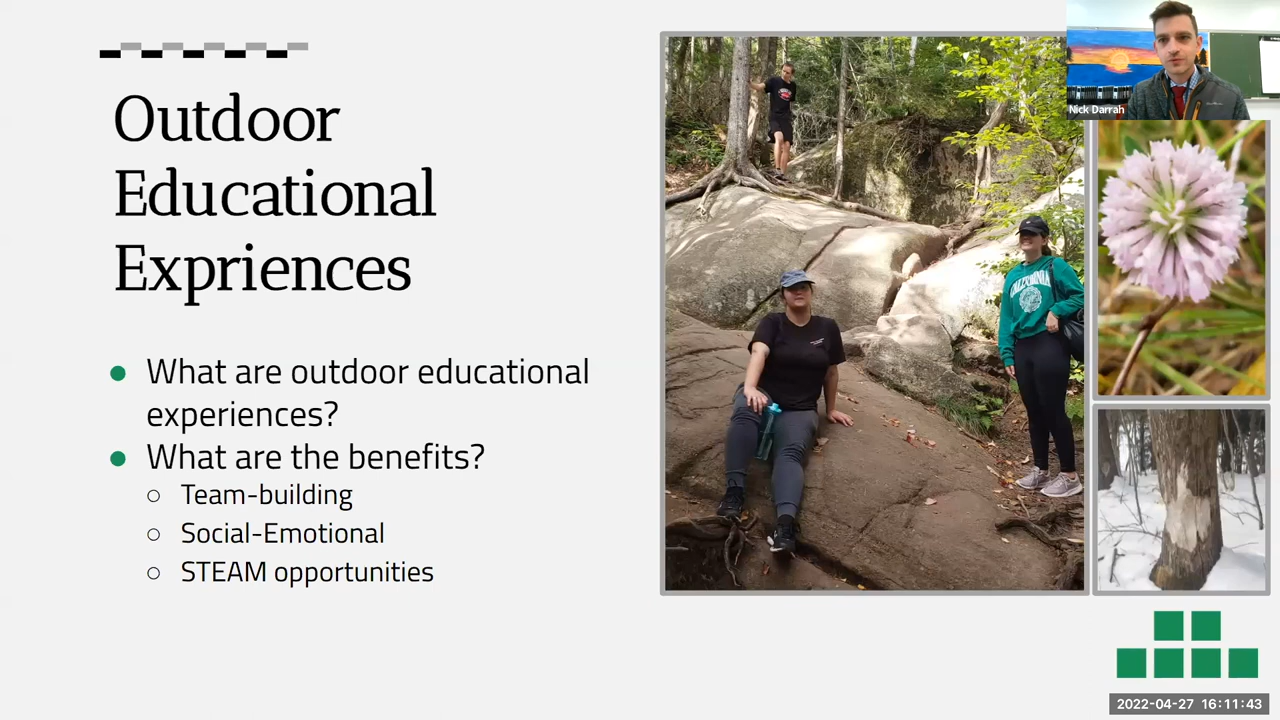 Outdoor
Educational
Expriences
What are outdoor educational
experiences?
What are the benefits?
Team-building
Social-Emotional
STEAM opportunities
Nick Darrah
CALIFORNIA
2022-04-27 16:11:43